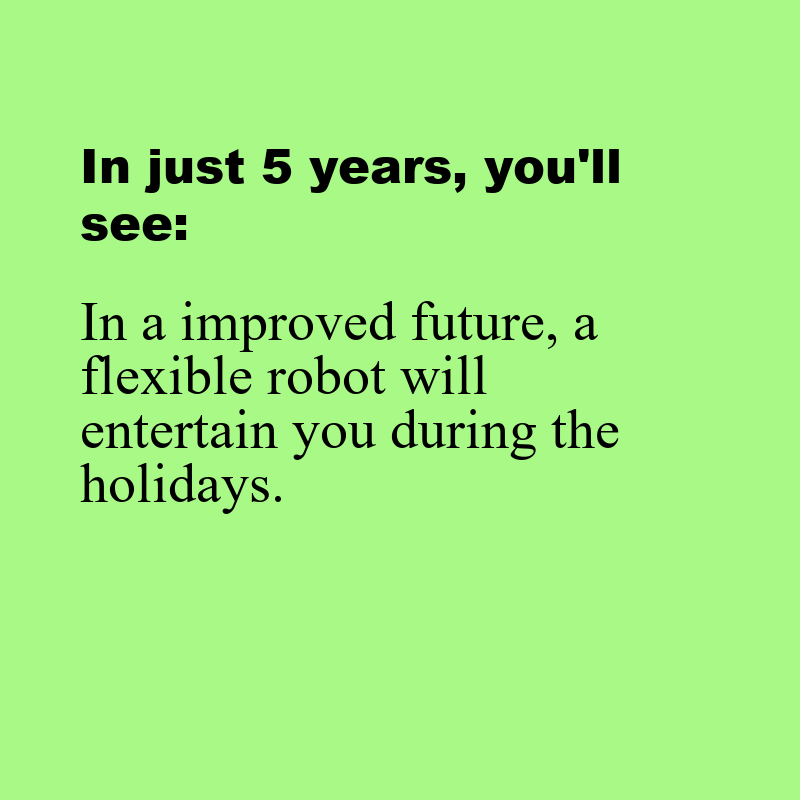 In just 5 years, you'll
see:
In a improved future, a
flexible robot will
entertain you during the
holidays.